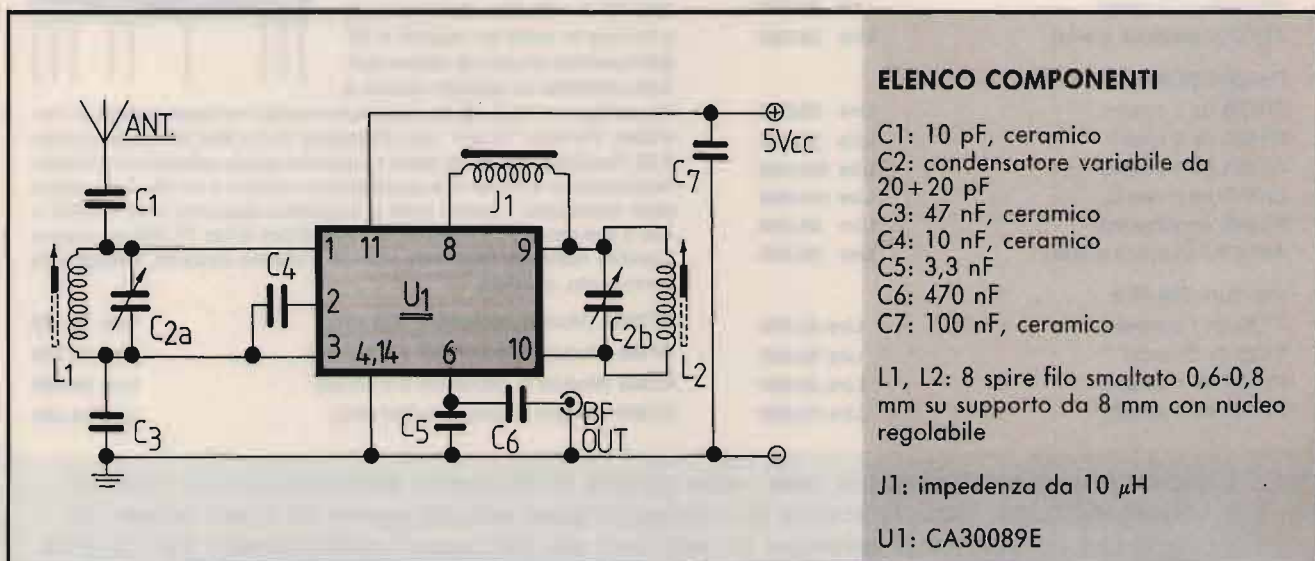 ANT.
C1
C2a
L1
C3
C4
1
2
3
11
8
9
4,14
6
10
U1
J1
C7
5Vcc
C2b
L2
C5
C6
BF
OUT
ELENCO COMPONENTI
C1: 10 pF, ceramico
C2: condensatore variabile da
20+20 pF
C3: 47 nF, ceramico
C4: 10 nF, ceramico
C5: 3,3 nF
C6: 470 nF
C7: 100 nF, ceramico
L1, L2: 8 spire filo smaltato 0,6-0,8
mm su supporto da 8 mm con nucleo
regolabile
J1: impedenza da 10 μH
U1: CA30089E